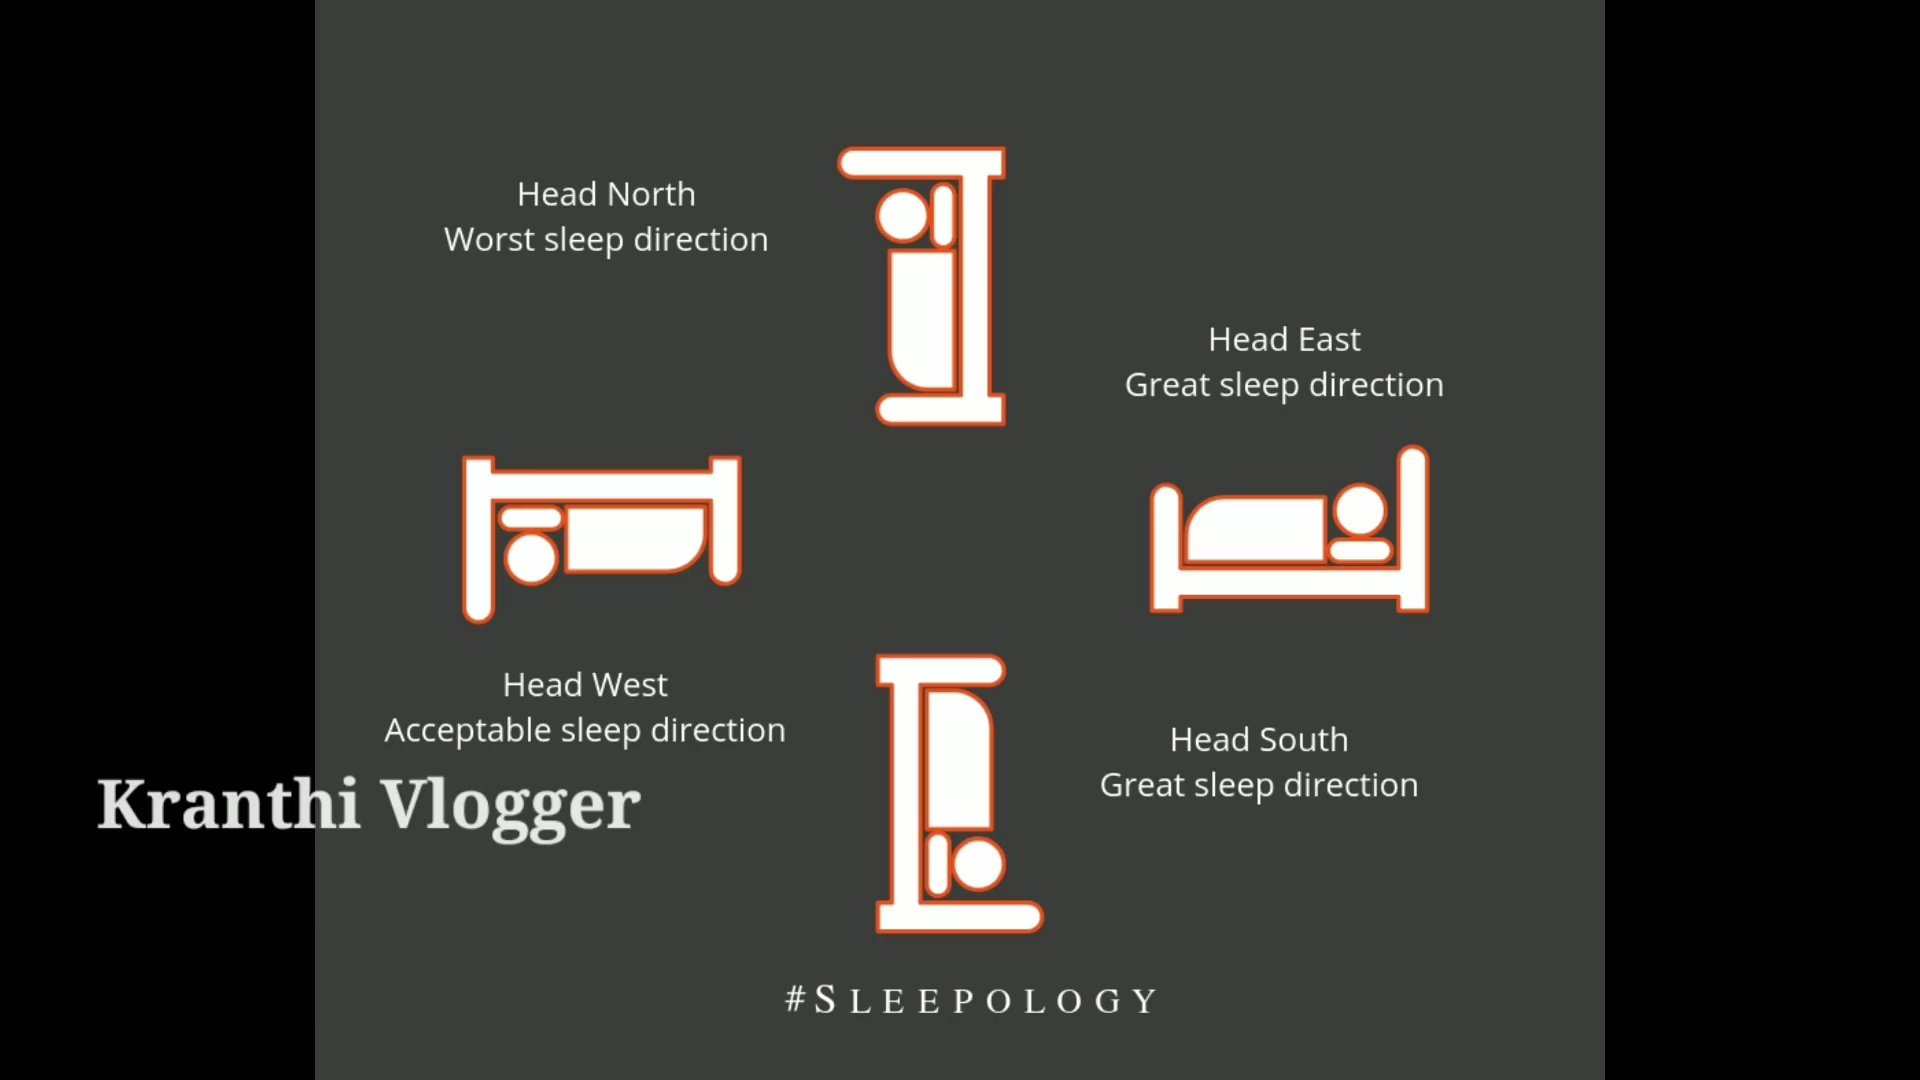 Head North
Worst sleep direction
Head East
Great sleep direction
Head West
Acceptable sleep direction
Head South
Great sleep direction
Kranthi Vlogger
#SLEEPOLOGY